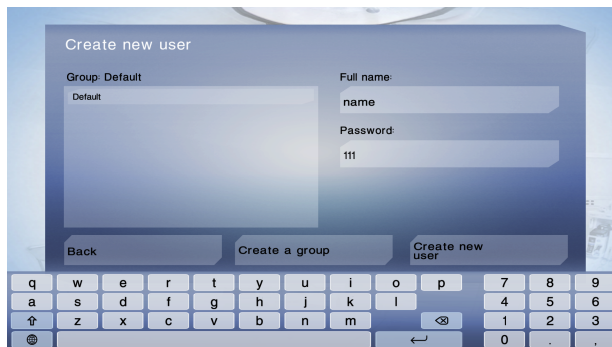 Create new user
Group: Default
Default
Full name:
name
Password:
111
Back
Create a group
Create new
user
q w e r t y u i o p 7 8 9
a s d f g h j k l 4 5 6
z x c v b n m 1 2 3
0 . ,